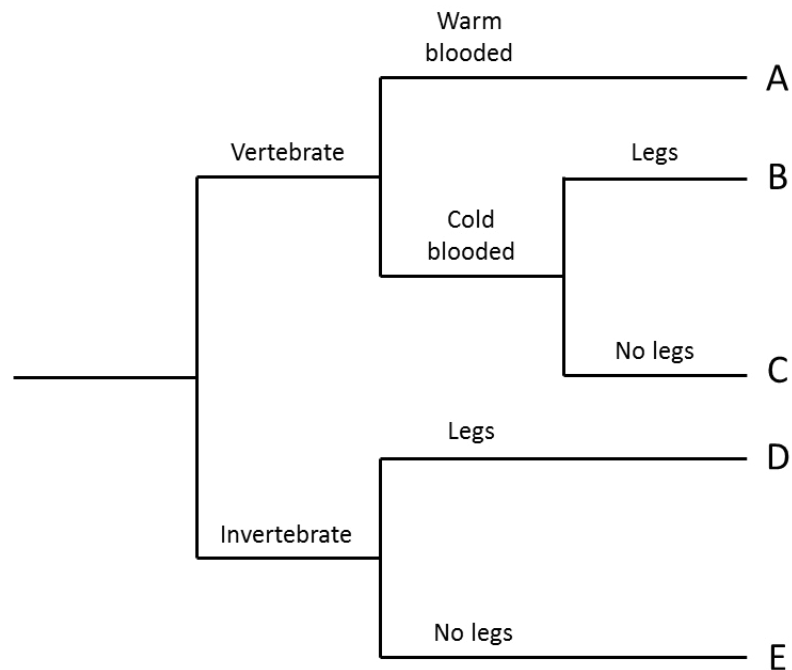 Warm
blooded
A
Vertebrate
Legs
B
Cold
blooded
No legs
C
Legs
D
Invertebrate
No legs
E